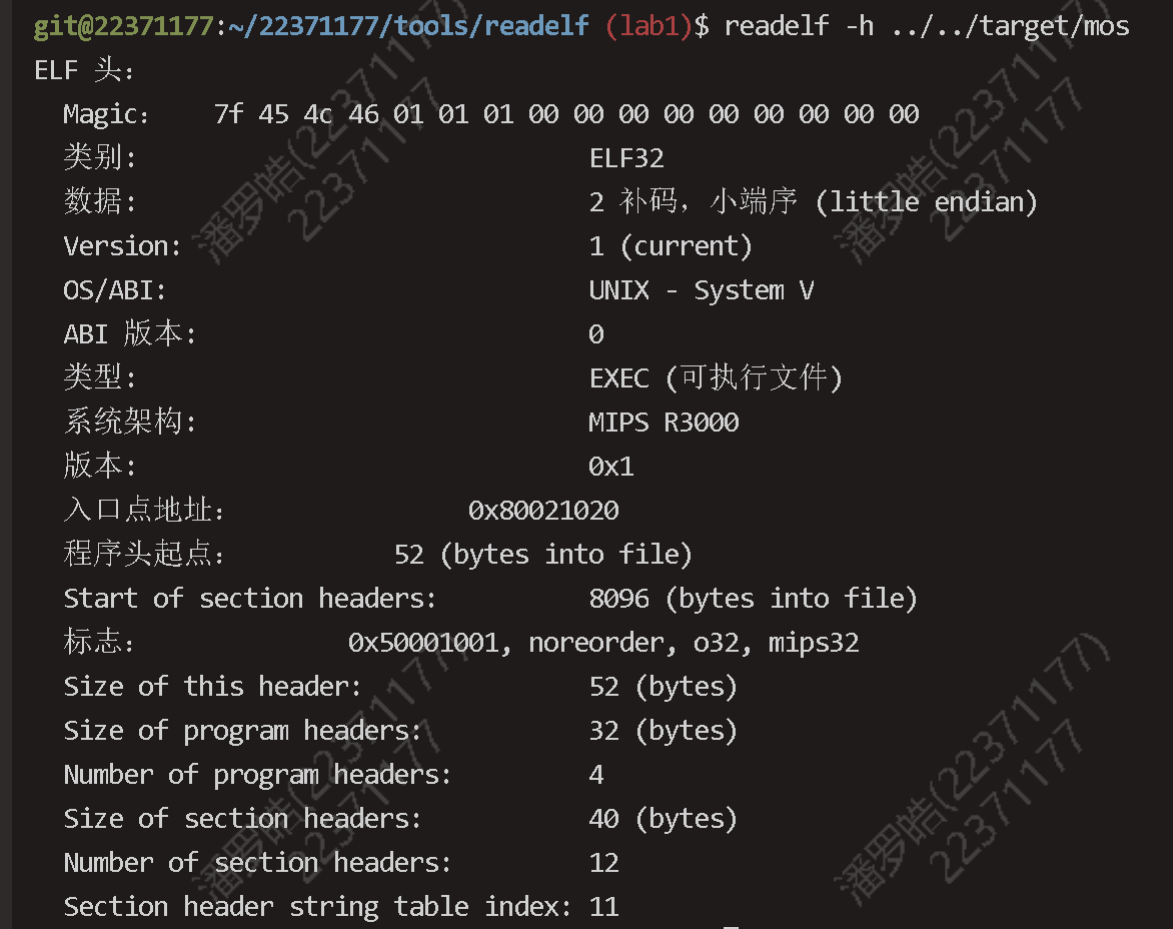 git@22371177:~/22371177/tools/readelf (lab1)$ readelf -h ../../target/mos
ELF 头：
  Magic：   7f 45 4c 46 01 01 01 00 00 00 00 00 00 00 00 00
  类别:                              ELF32
  数据:                              2 补码，小端序 (little endian)
  Version:                           1 (current)
  OS/ABI:                            UNIX - System V
  ABI 版本:                          0
  类型:                              EXEC (可执行文件)
  系统架构:                          MIPS R3000
  版本:                              0x1
  入口点地址：               0x80021020
  程序头起点：          52 (bytes into file)
  Start of section headers:          8096 (bytes into file)
  标志：             0x50001001, noreorder, o32, mips32
  Size of this header:               52 (bytes)
  Size of program headers:           32 (bytes)
  Number of program headers:         4
  Size of section headers:           40 (bytes)
  Number of section headers:         12
  Section header string table index: 11
潘罗皓(22371177)
22371177
潘罗皓(22371177)
22371177
潘罗皓(22371177)
22371177
潘罗皓(22371177)
22371177